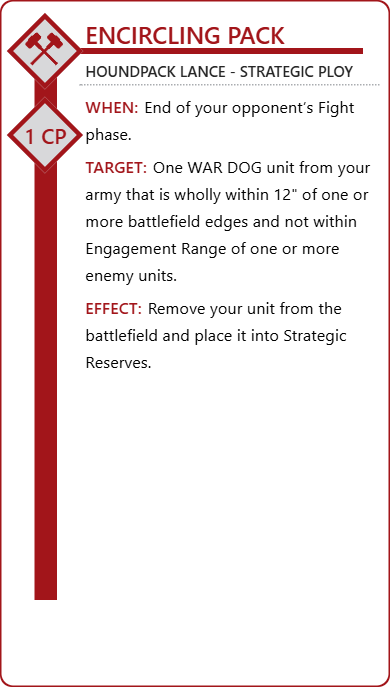 ENCIRCLING PACK
HOUNDPACK LANCE - STRATEGIC PLOY
1 CP
WHEN: End of your opponent’s Fight
phase.
TARGET: One WAR DOG unit from your
army that is wholly within 12" of one or
more battlefield edges and not within
Engagement Range of one or more
enemy units.
EFFECT: Remove your unit from the
battlefield and place it into Strategic
Reserves.